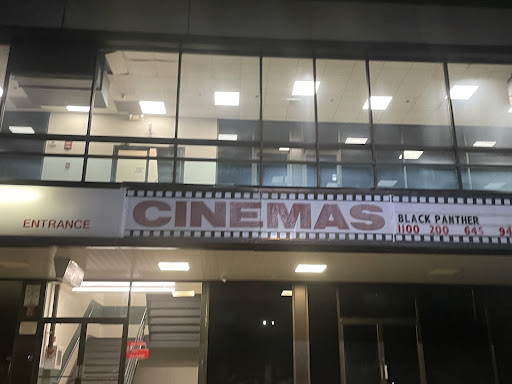 ENTRANCE
CINEMAS
BLACK PANTHER
1100 200 645